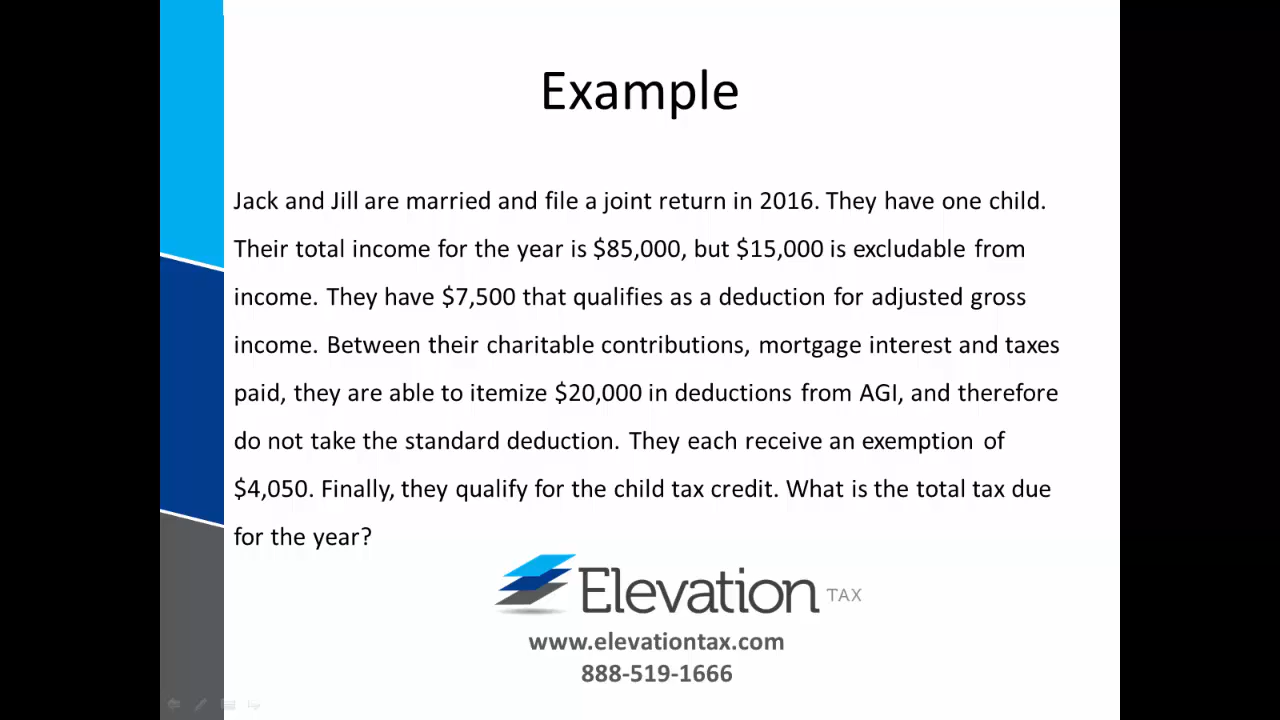 Example
Jack and Jill are married and file a joint return in 2016. They have one child.
Their total income for the year is $85,000, but $15,000 is excludable from
income. They have $7,500 that qualifies as a deduction for adjusted gross
income. Between their charitable contributions, mortgage interest and taxes
paid, they are able to itemize $20,000 in deductions from AGI, and therefore
do not take the standard deduction. They each receive an exemption of
$4,050. Finally, they qualify for the child tax credit. What is the total tax due
for the year?
Elevation TAX
www.elevationtax.com
888-519-1666